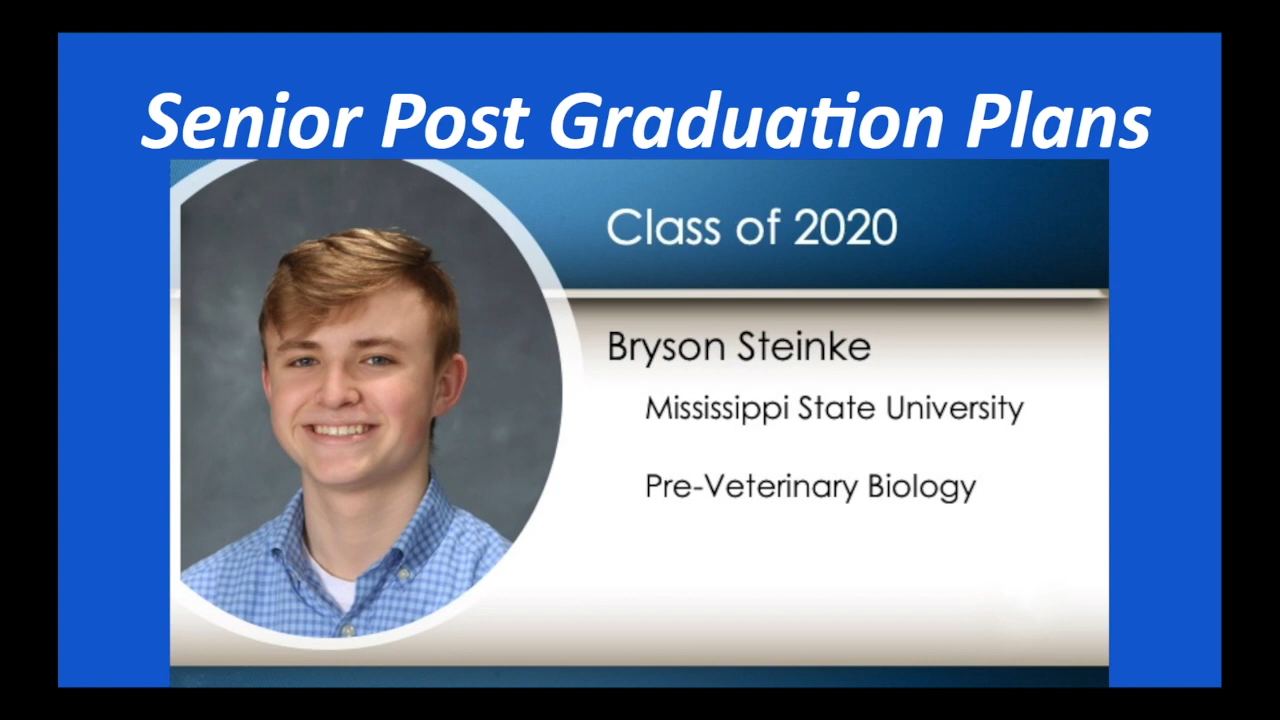 Senior Post Graduation Plans
Class of 2020
Bryson Steinke
Mississippi State University
Pre-Veterinary Biology